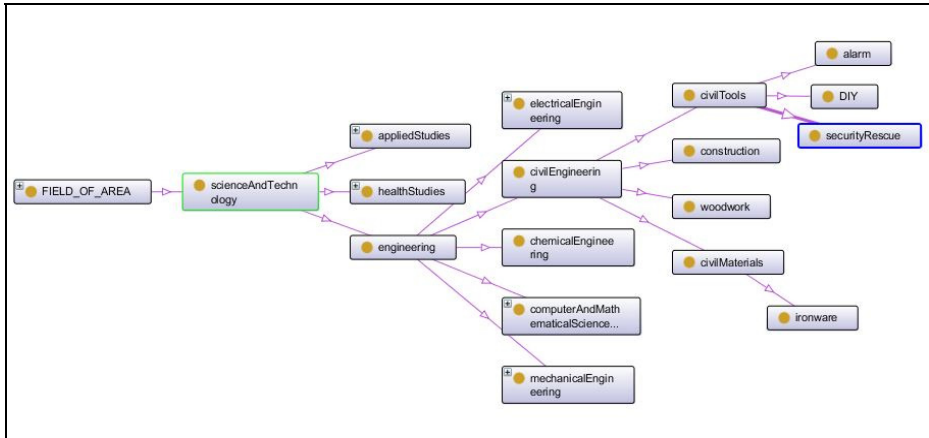 FIELD_OF_AREA
scienceAndTechn
ology
appliedStudies
healthStudies
engineering
electricalEngin
eering
civilEngineerin
g
chemicalEnginee
ring
computerAndMath
ematicalScience...
mechanicalEngin
eering
civilTools
construction
woodwork
civilMaterials
alarm
DIY
securityRescue
ironware